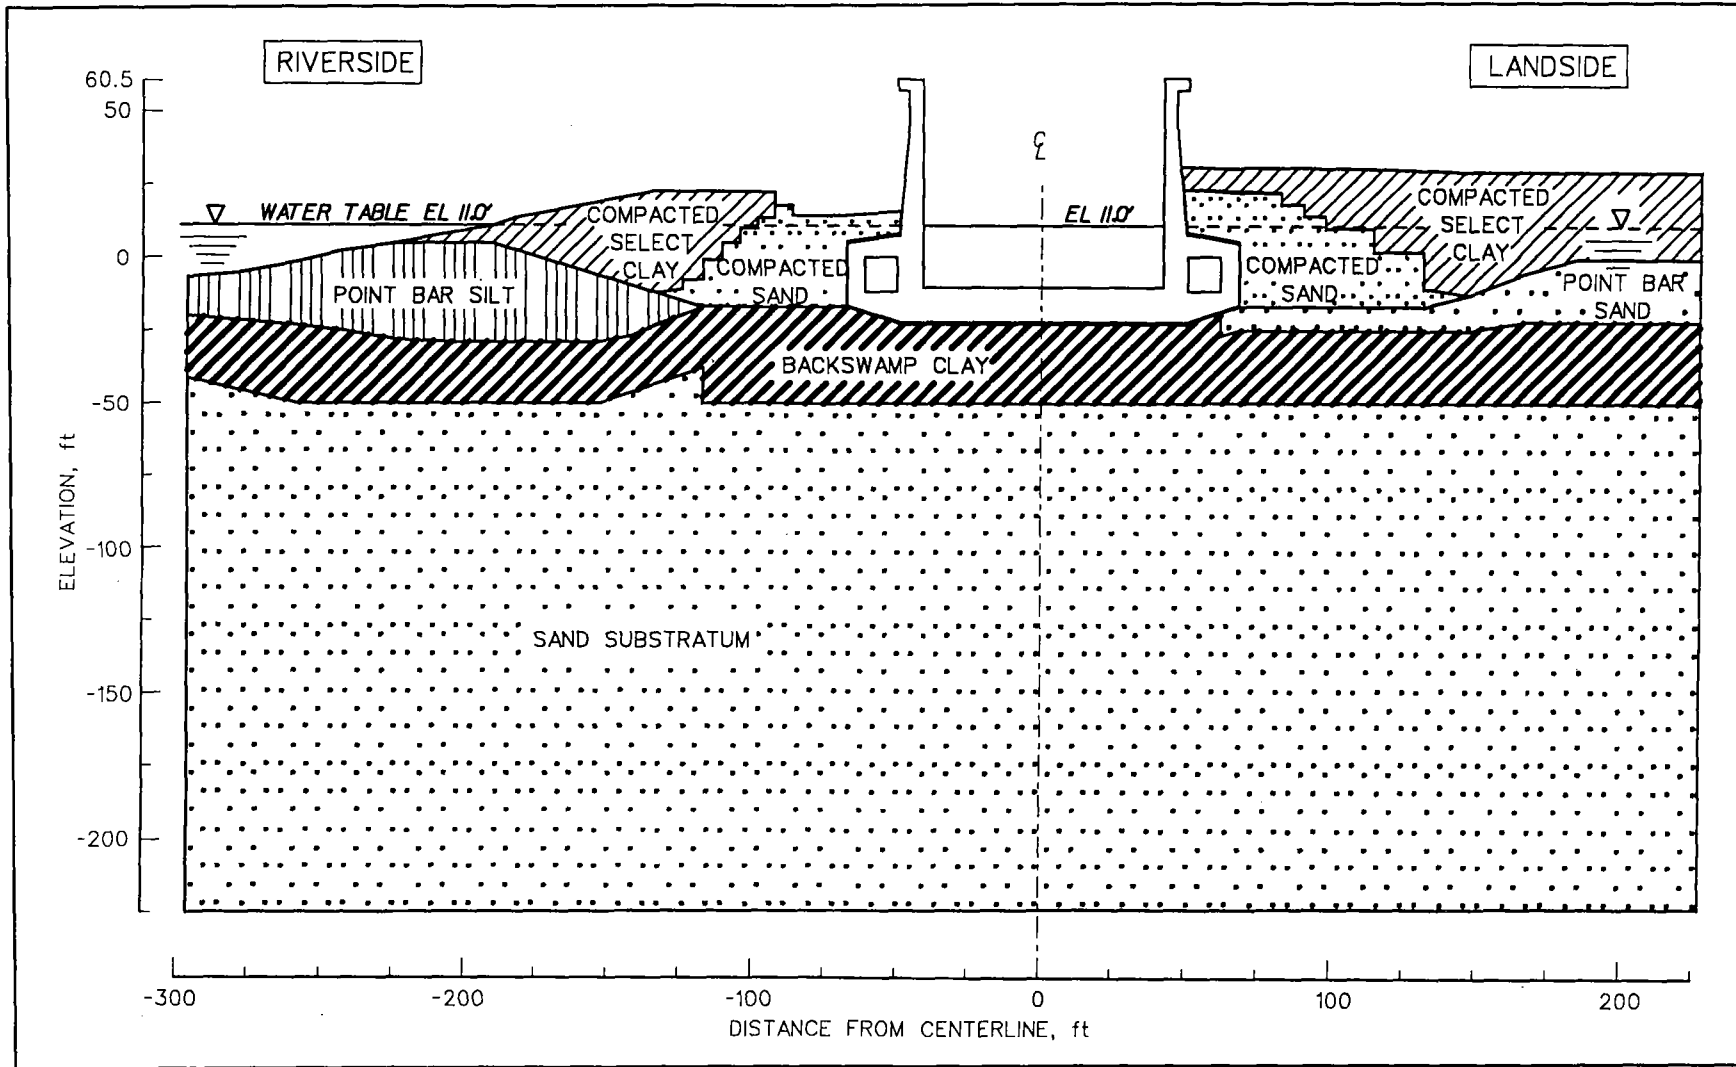 RIVERSIDE
LANDSIDE
60.5
50
0
-50
-100
-150
-200
ELEVATION, ft
℄
WATER TABLE EL 11.0'
EL 11.0'
COMPACTED
SELECT
CLAY
COMPACTED
SAND
COMPACTED
SAND
COMPACTED
SELECT
CLAY
POINT BAR SILT
POINT BAR
SAND
BACKSWAMP CLAY
SAND SUBSTRATUM
-300
-200
-100
0
100
200
DISTANCE FROM CENTERLINE, ft